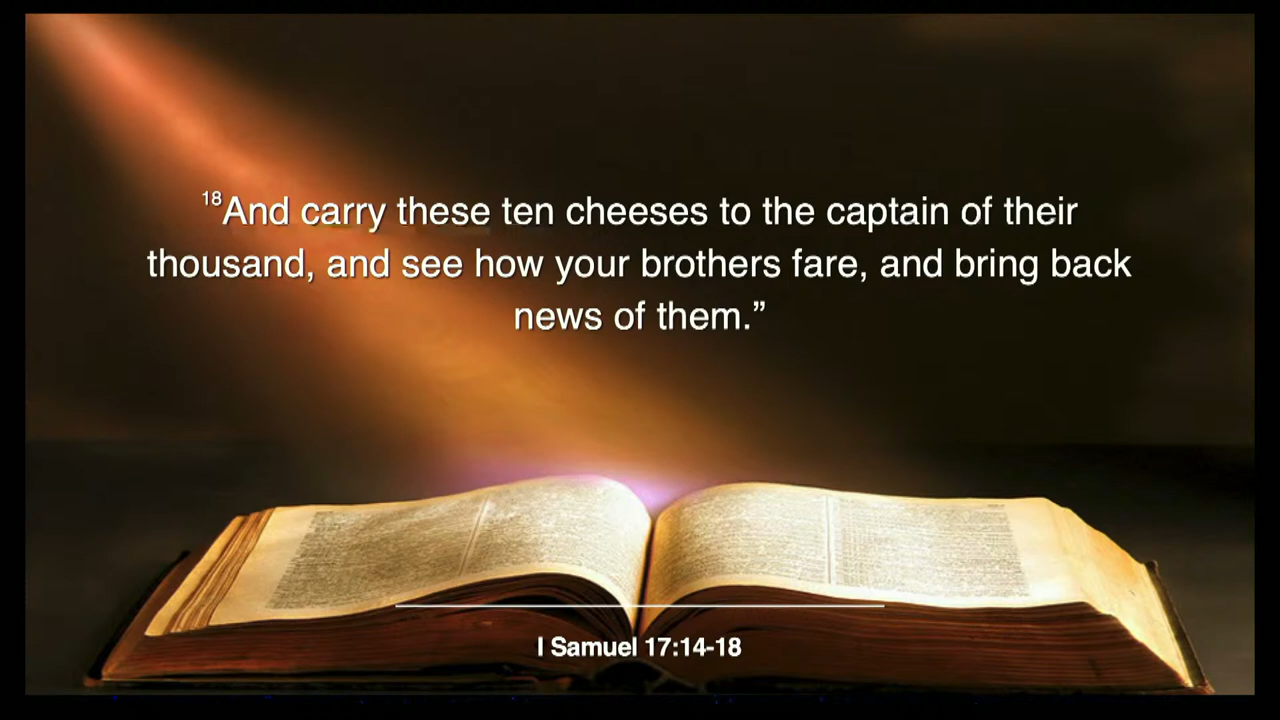 18And carry these ten cheeses to the captain of their
thousand, and see how your brothers fare, and bring back
news of them.”
I Samuel 17:14-18